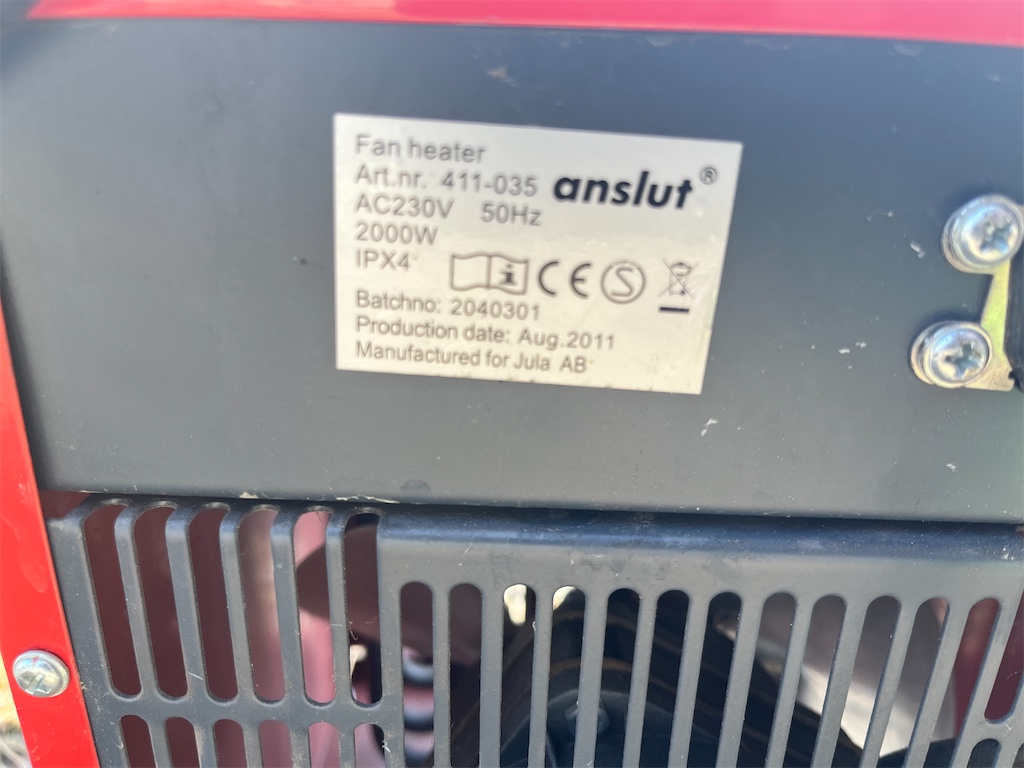 Fan heater
Art.nr. 411-035 anslut®
AC230V 50Hz
2000W
IPX4
i CE S
Batchno: 2040301
Production date: Aug.2011
Manufactured for Jula AB